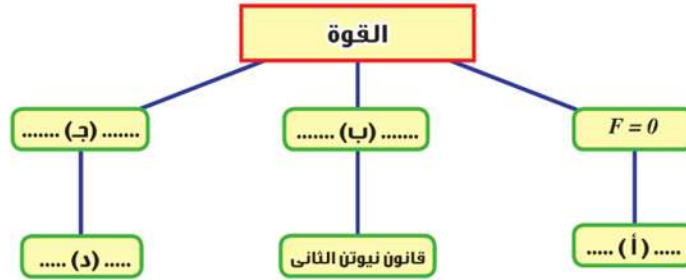 القوة
F = 0
....... (ب) .......
....... (جـ) .......
..... (أ) .....
قانون نيوتن الثانى
..... (د) .....